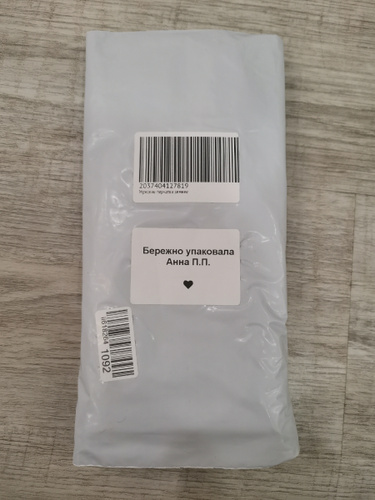 2037404127819
Бережно упаковала
Анна П.П.
1092